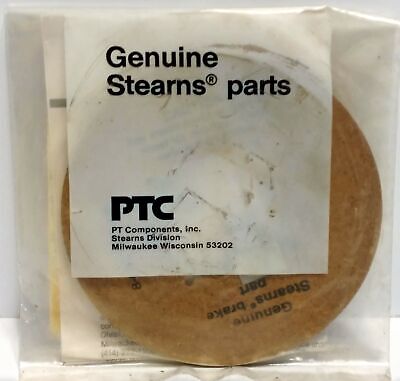 Genuine
Stearns® parts
PTC
PT Components, Inc.
Stearns Division
Milwaukee Wisconsin 53202
Genuine
Stearns® brake
part